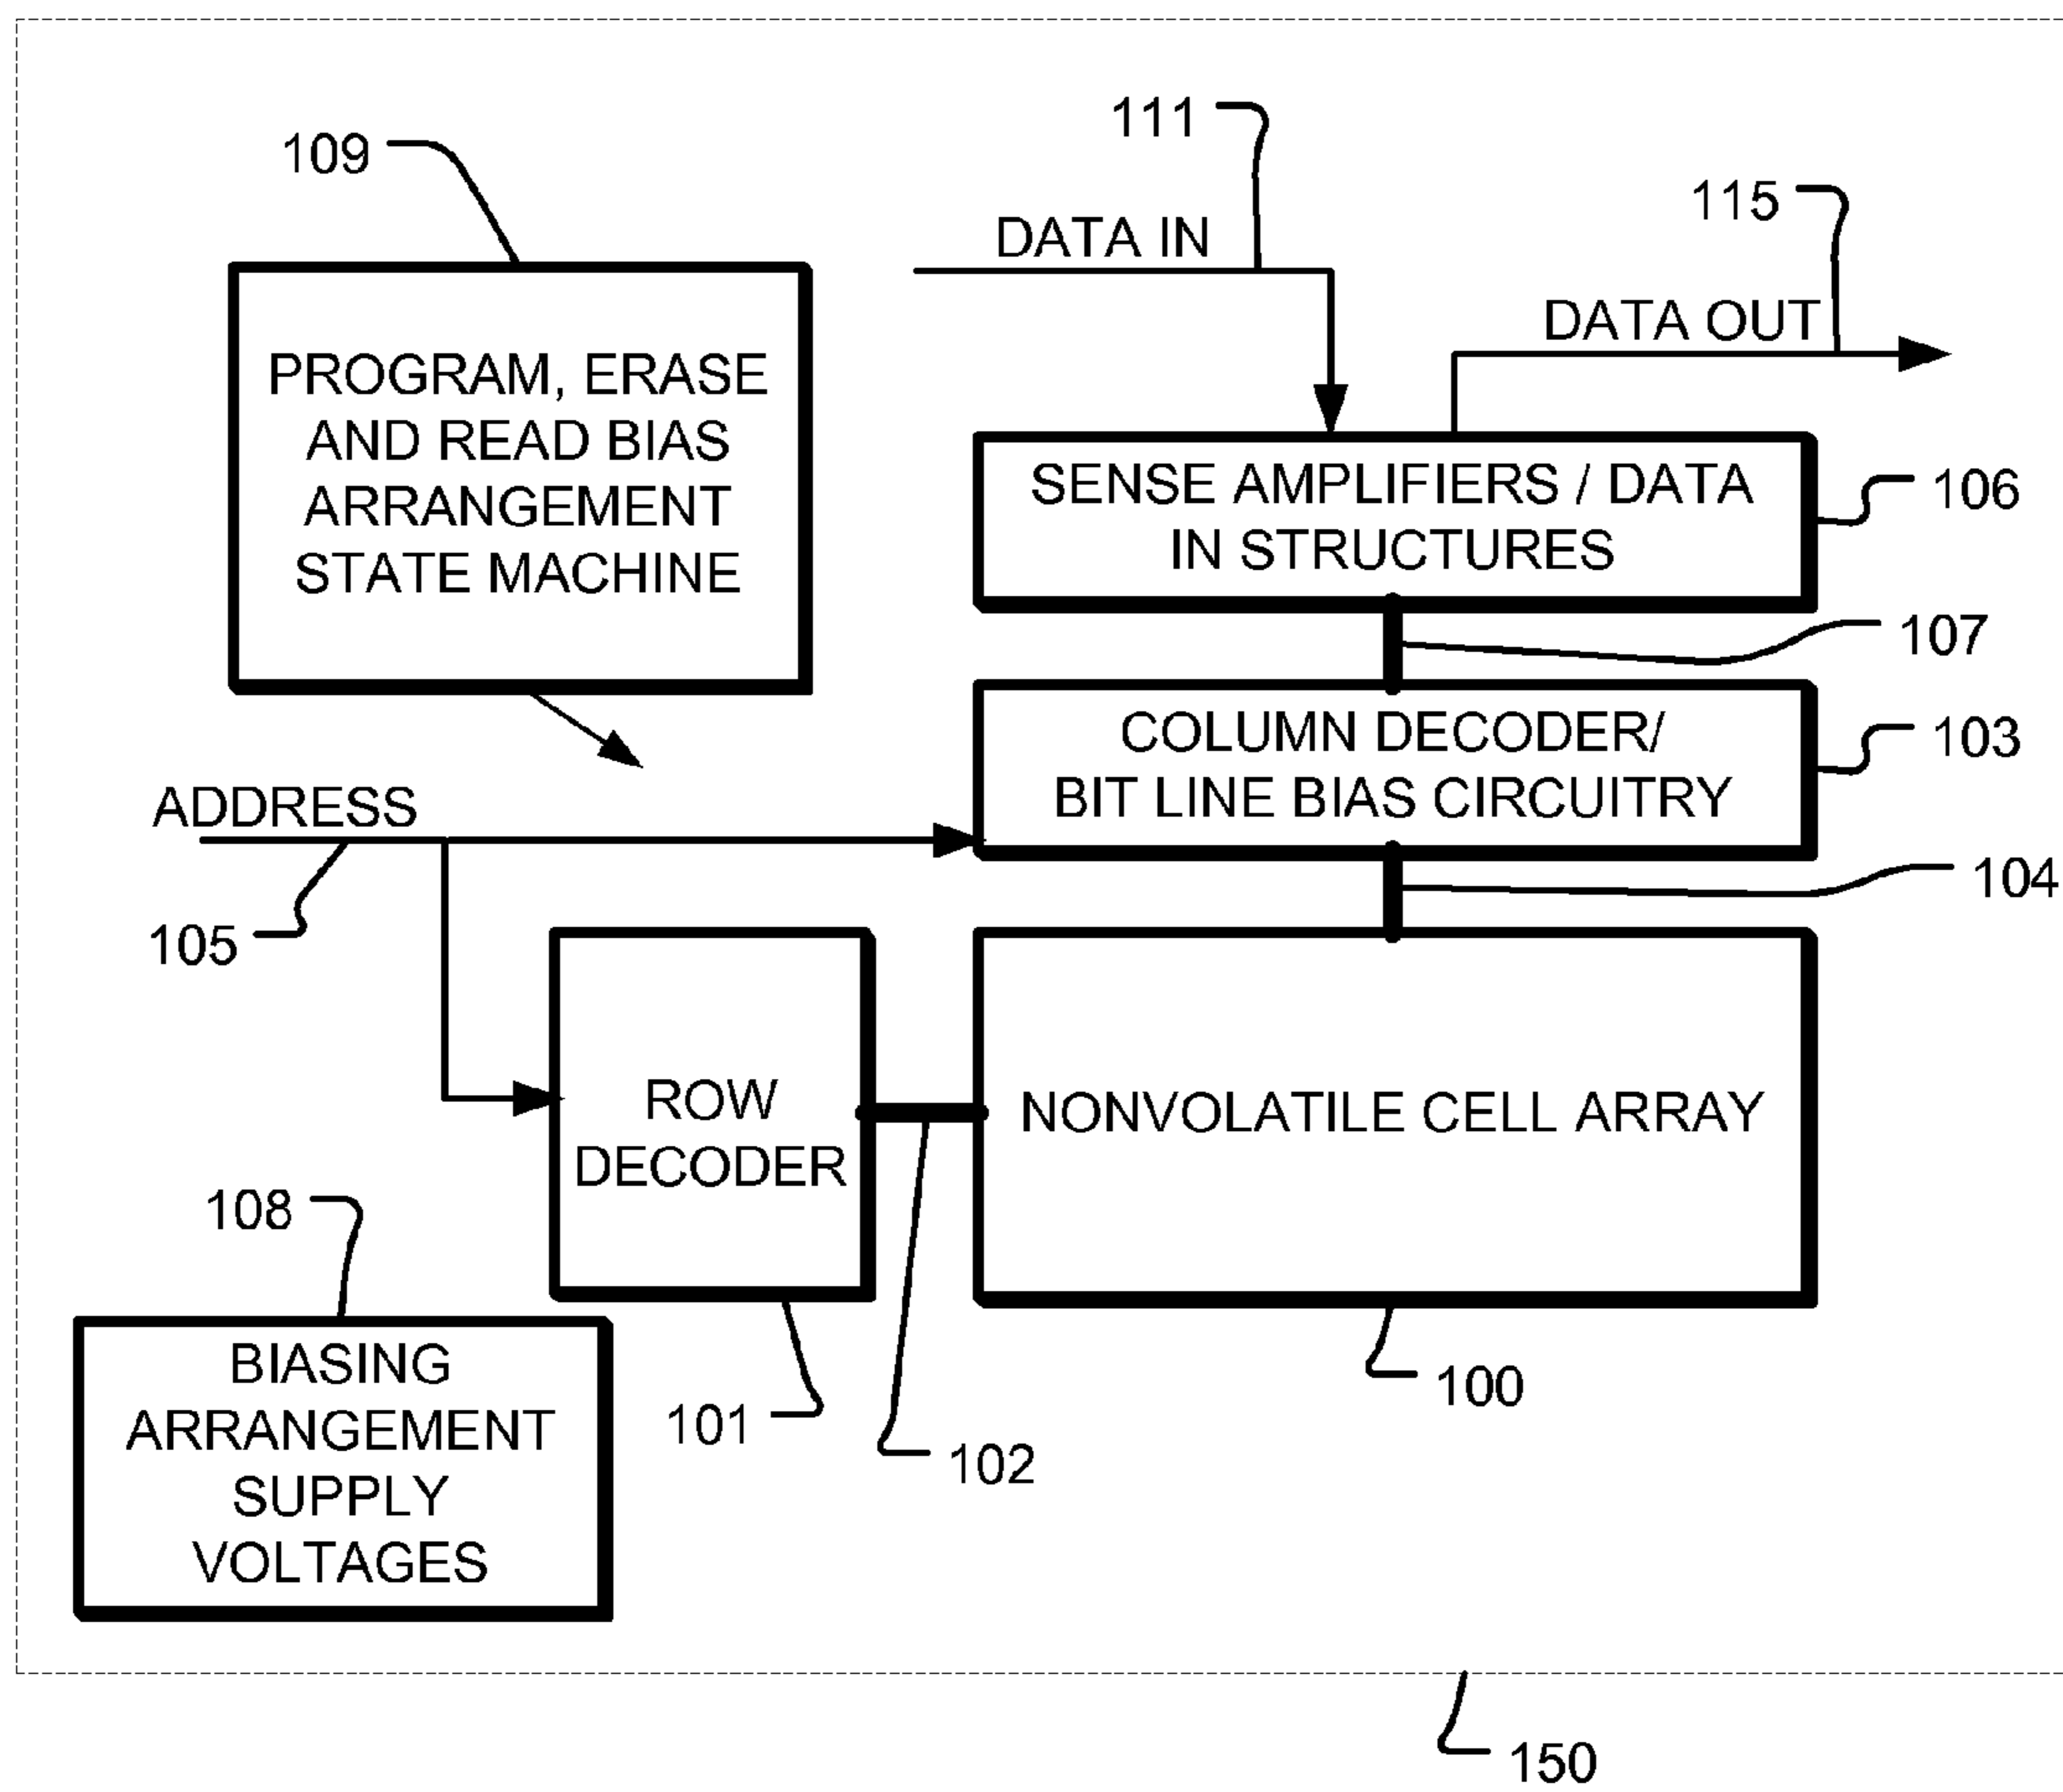 111
109
115
DATA IN
DATA OUT
PROGRAM, ERASE
AND READ BIAS
ARRANGEMENT
STATE MACHINE
SENSE AMPLIFIERS / DATA
IN STRUCTURES
106
107
COLUMN DECODER/
BIT LINE BIAS CIRCUITRY
103
ADDRESS
104
105
ROW
DECODER
NONVOLATILE CELL ARRAY
108
BIASING
ARRANGEMENT
SUPPLY
VOLTAGES
101
102
100
150